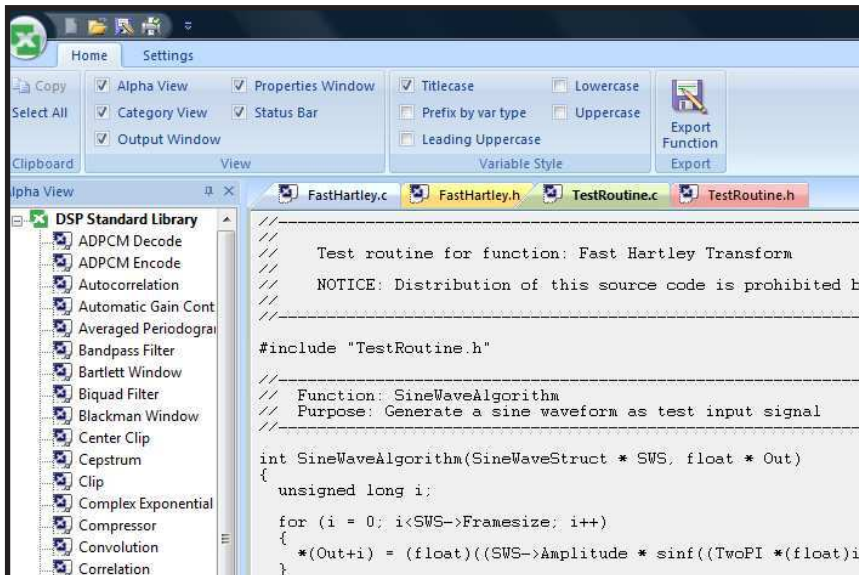 Home Settings
Copy
Select All
Clipboard
Alpha View
Category View
Output Window
Properties Window
Status Bar
View
Titlecase
Prefix by var type
Leading Uppercase
Lowercase
Uppercase
Variable Style
Export
Function
Export
lpha View
FastHartley.c FastHartley.h TestRoutine.c TestRoutine.h
DSP Standard Library
ADPCM Decode
ADPCM Encode
Autocorrelation
Automatic Gain Cont
Averaged Periodogra
Bandpass Filter
Bartlett Window
Biquad Filter
Blackman Window
Center Clip
Cepstrum
Clip
Complex Exponential
Compressor
Convolution
Correlation
//----------------------------------------
//
// Test routine for function: Fast Hartley Transform
//
// NOTICE: Distribution of this source code is prohibited b
//
//----------------------------------------
#include "TestRoutine.h"
//----------------------------------------
// Function: SineWaveAlgorithm
// Purpose: Generate a sine waveform as test input signal
//----------------------------------------
int SineWaveAlgorithm(SineWaveStruct * SWS, float * Out)
{
unsigned long i;
for (i = 0; i<SWS->Framesize; i++)
{
*(Out+i) = (float)((SWS->Amplitude * sinf((TwoPI *(float)i
}